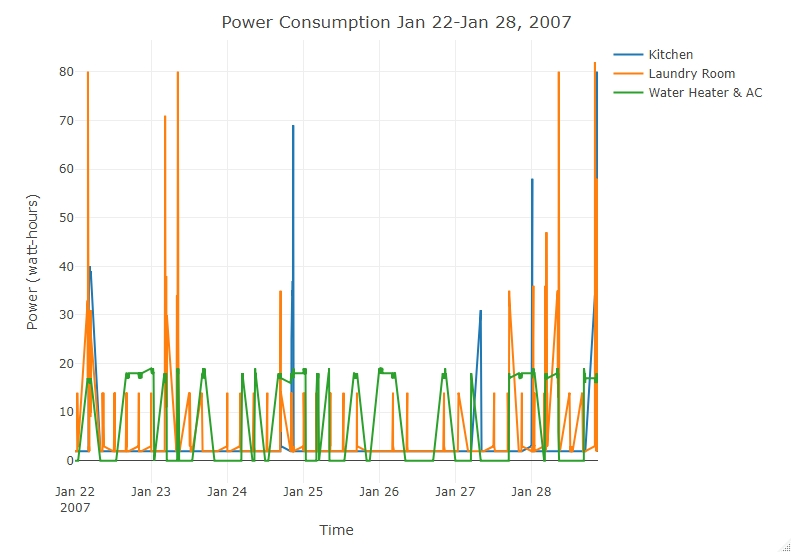 Power Consumption Jan 22-Jan 28, 2007
Kitchen
Laundry Room
Water Heater & AC
Power (watt-hours)
80
70
60
50
40
30
20
10
0
Jan 22 Jan 23 Jan 24 Jan 25 Jan 26 Jan 27 Jan 28
2007
Time